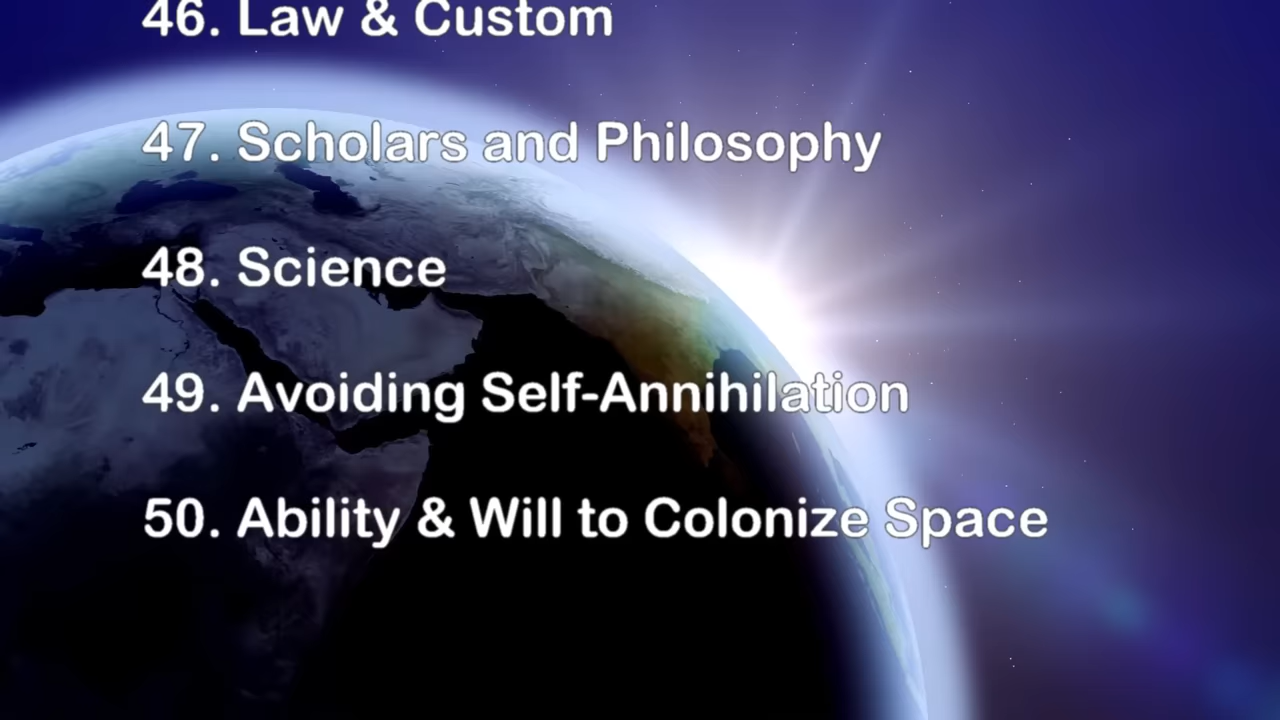 46. Law & Custom
47. Scholars and Philosophy
48. Science
49. Avoiding Self-Annihilation
50. Ability & Will to Colonize Space